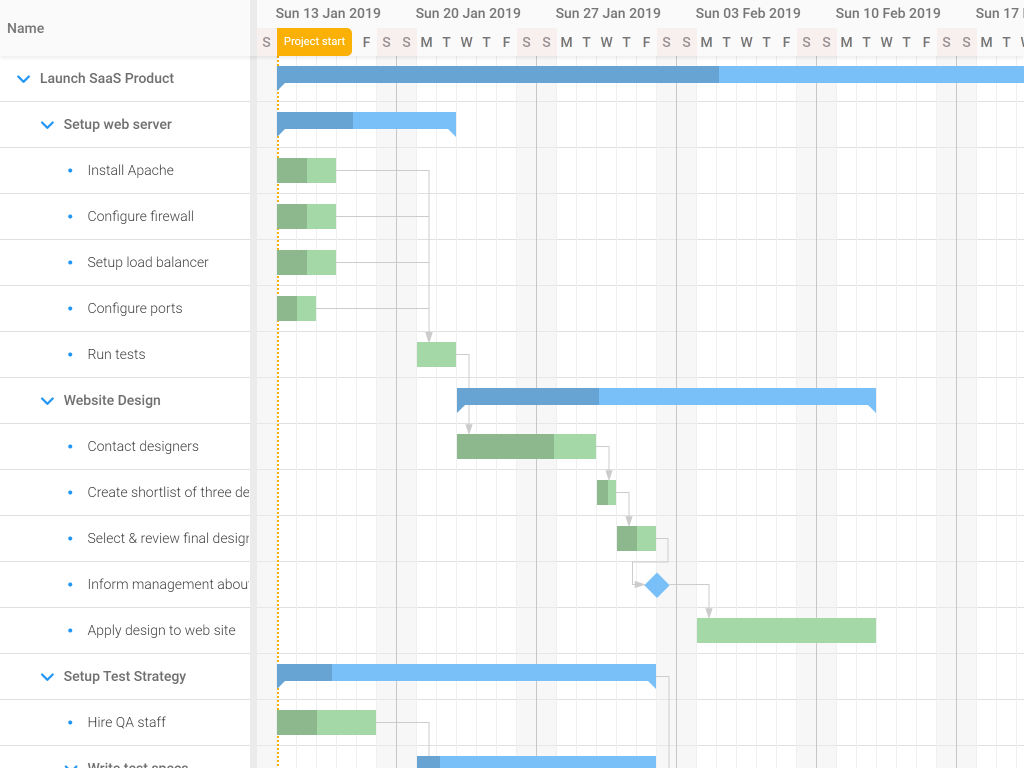 Name
Sun 13 Jan 2019 Sun 20 Jan 2019 Sun 27 Jan 2019 Sun 03 Feb 2019 Sun 10 Feb 2019 Sun 17
S Project start F S S M T W T F S S M T W T F S S M T W T F S S M T W T F S S M T
Launch SaaS Product
Setup web server
Install Apache
Configure firewall
Setup load balancer
Configure ports
Run tests
Website Design
Contact designers
Create shortlist of three de
Select & review final design
Inform management about
Apply design to web site
Setup Test Strategy
Hire QA staff
Write test specs